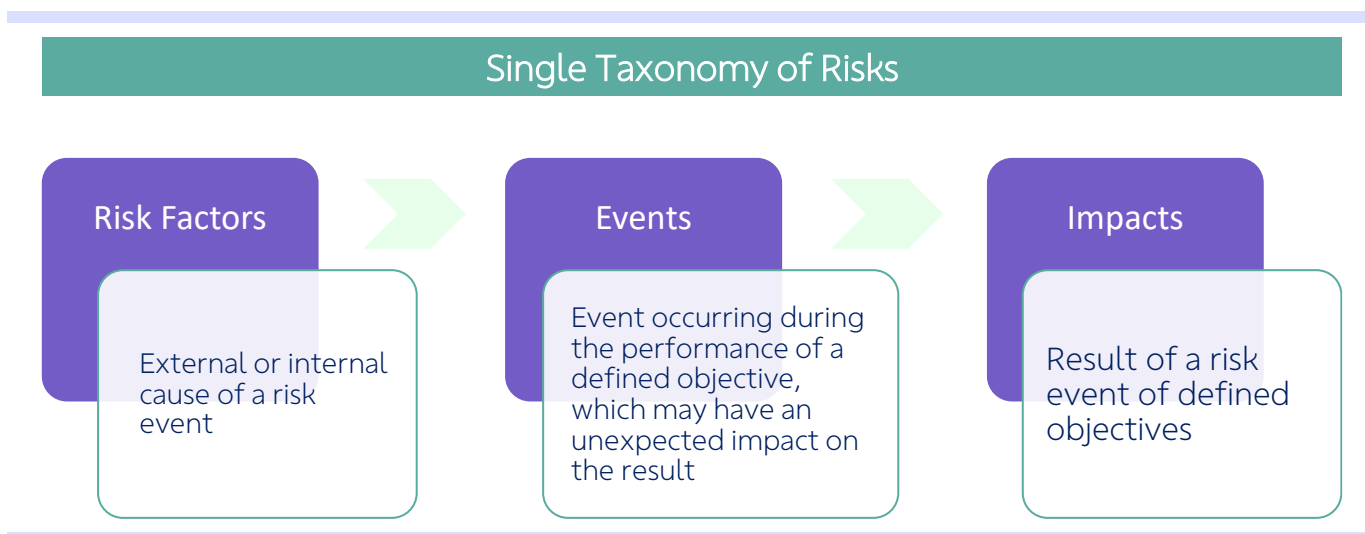 Single Taxonomy of Risks
Risk Factors
External or internal
cause of a risk
event
Events
Event occurring during
the performance of a
defined objective,
which may have an
unexpected impact on
the result
Impacts
Result of a risk
event of defined
objectives